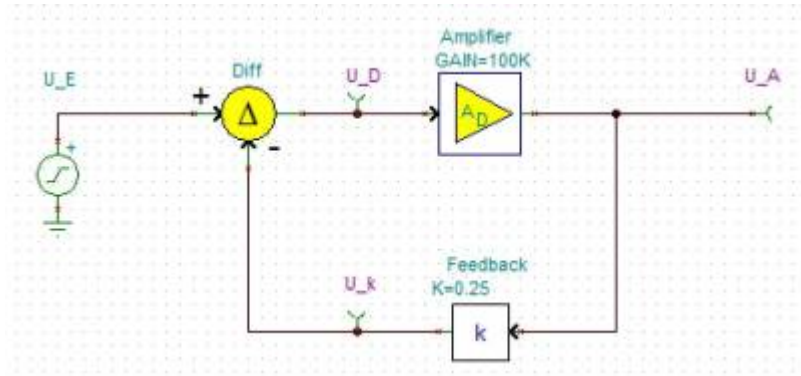 Amplifier
GAIN=100K
U_E
Diff
U_D
U_A
+
Δ
A_D
-
+
Feedback
K=0.25
U_k
k